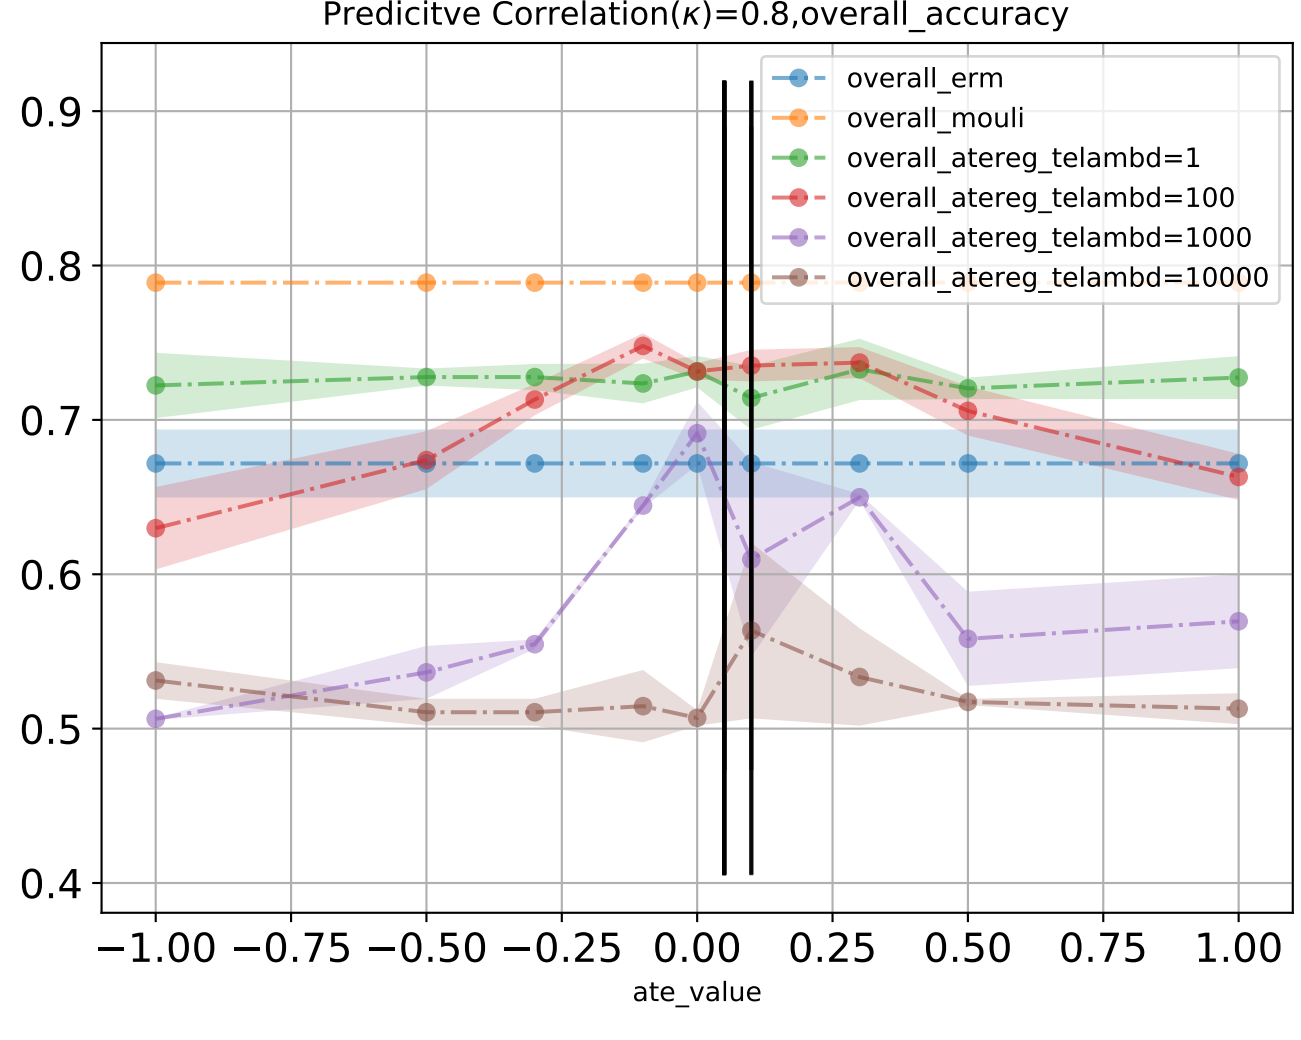 Predicitve Correlation(κ)=0.8,overall_accuracy
overall_erm
overall_mouli
overall_atereg_telambd=1
overall_atereg_telambd=100
overall_atereg_telambd=1000
overall_atereg_telambd=10000
0.9
0.8
0.7
0.6
0.5
0.4
−1.00 −0.75 −0.50 −0.25 0.00 0.25 0.50 0.75 1.00
ate_value